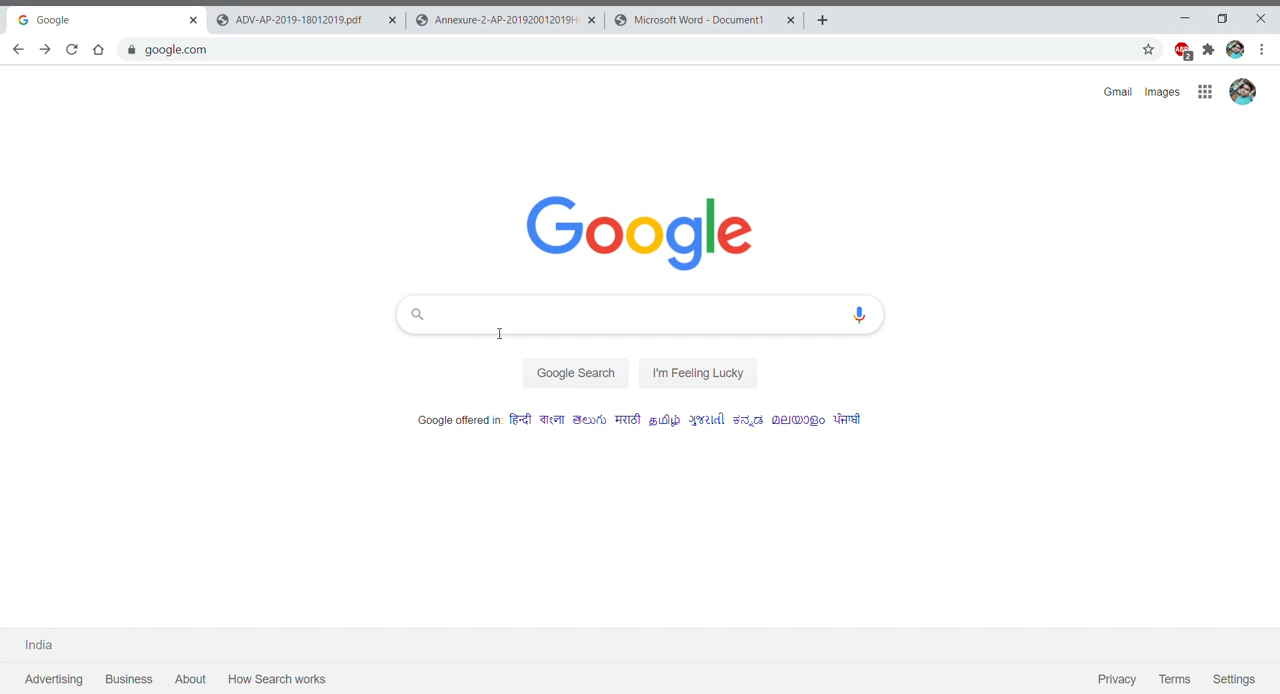 Google
ADV-AP-2019-18012019.pdf
Annexure-2-AP-201920012019H
Microsoft Word - Document1
google.com
ABP
2
Gmail Images
Google
Google Search I'm Feeling Lucky
Google offered in: हिन्दी বাংলা తెలుగు मराठी தமிழ் ગુજરાતી ಕನ್ನಡ മലയാളം ਪੰਜਾਬੀ
India
Advertising Business About How Search works
Privacy Terms Settings